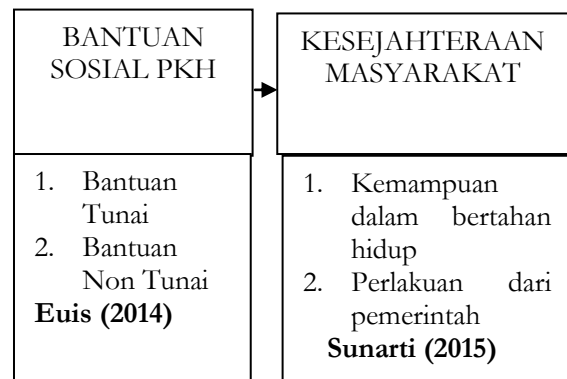 BANTUAN
SOSIAL PKH
1. Bantuan
Tunai
2. Bantuan
Non Tunai
Euis (2014)
KESEJAHTERAAN
MASYARAKAT
1. Kemampuan
dalam bertahan
hidup
2. Perlakuan dari
pemerintah
Sunarti (2015)